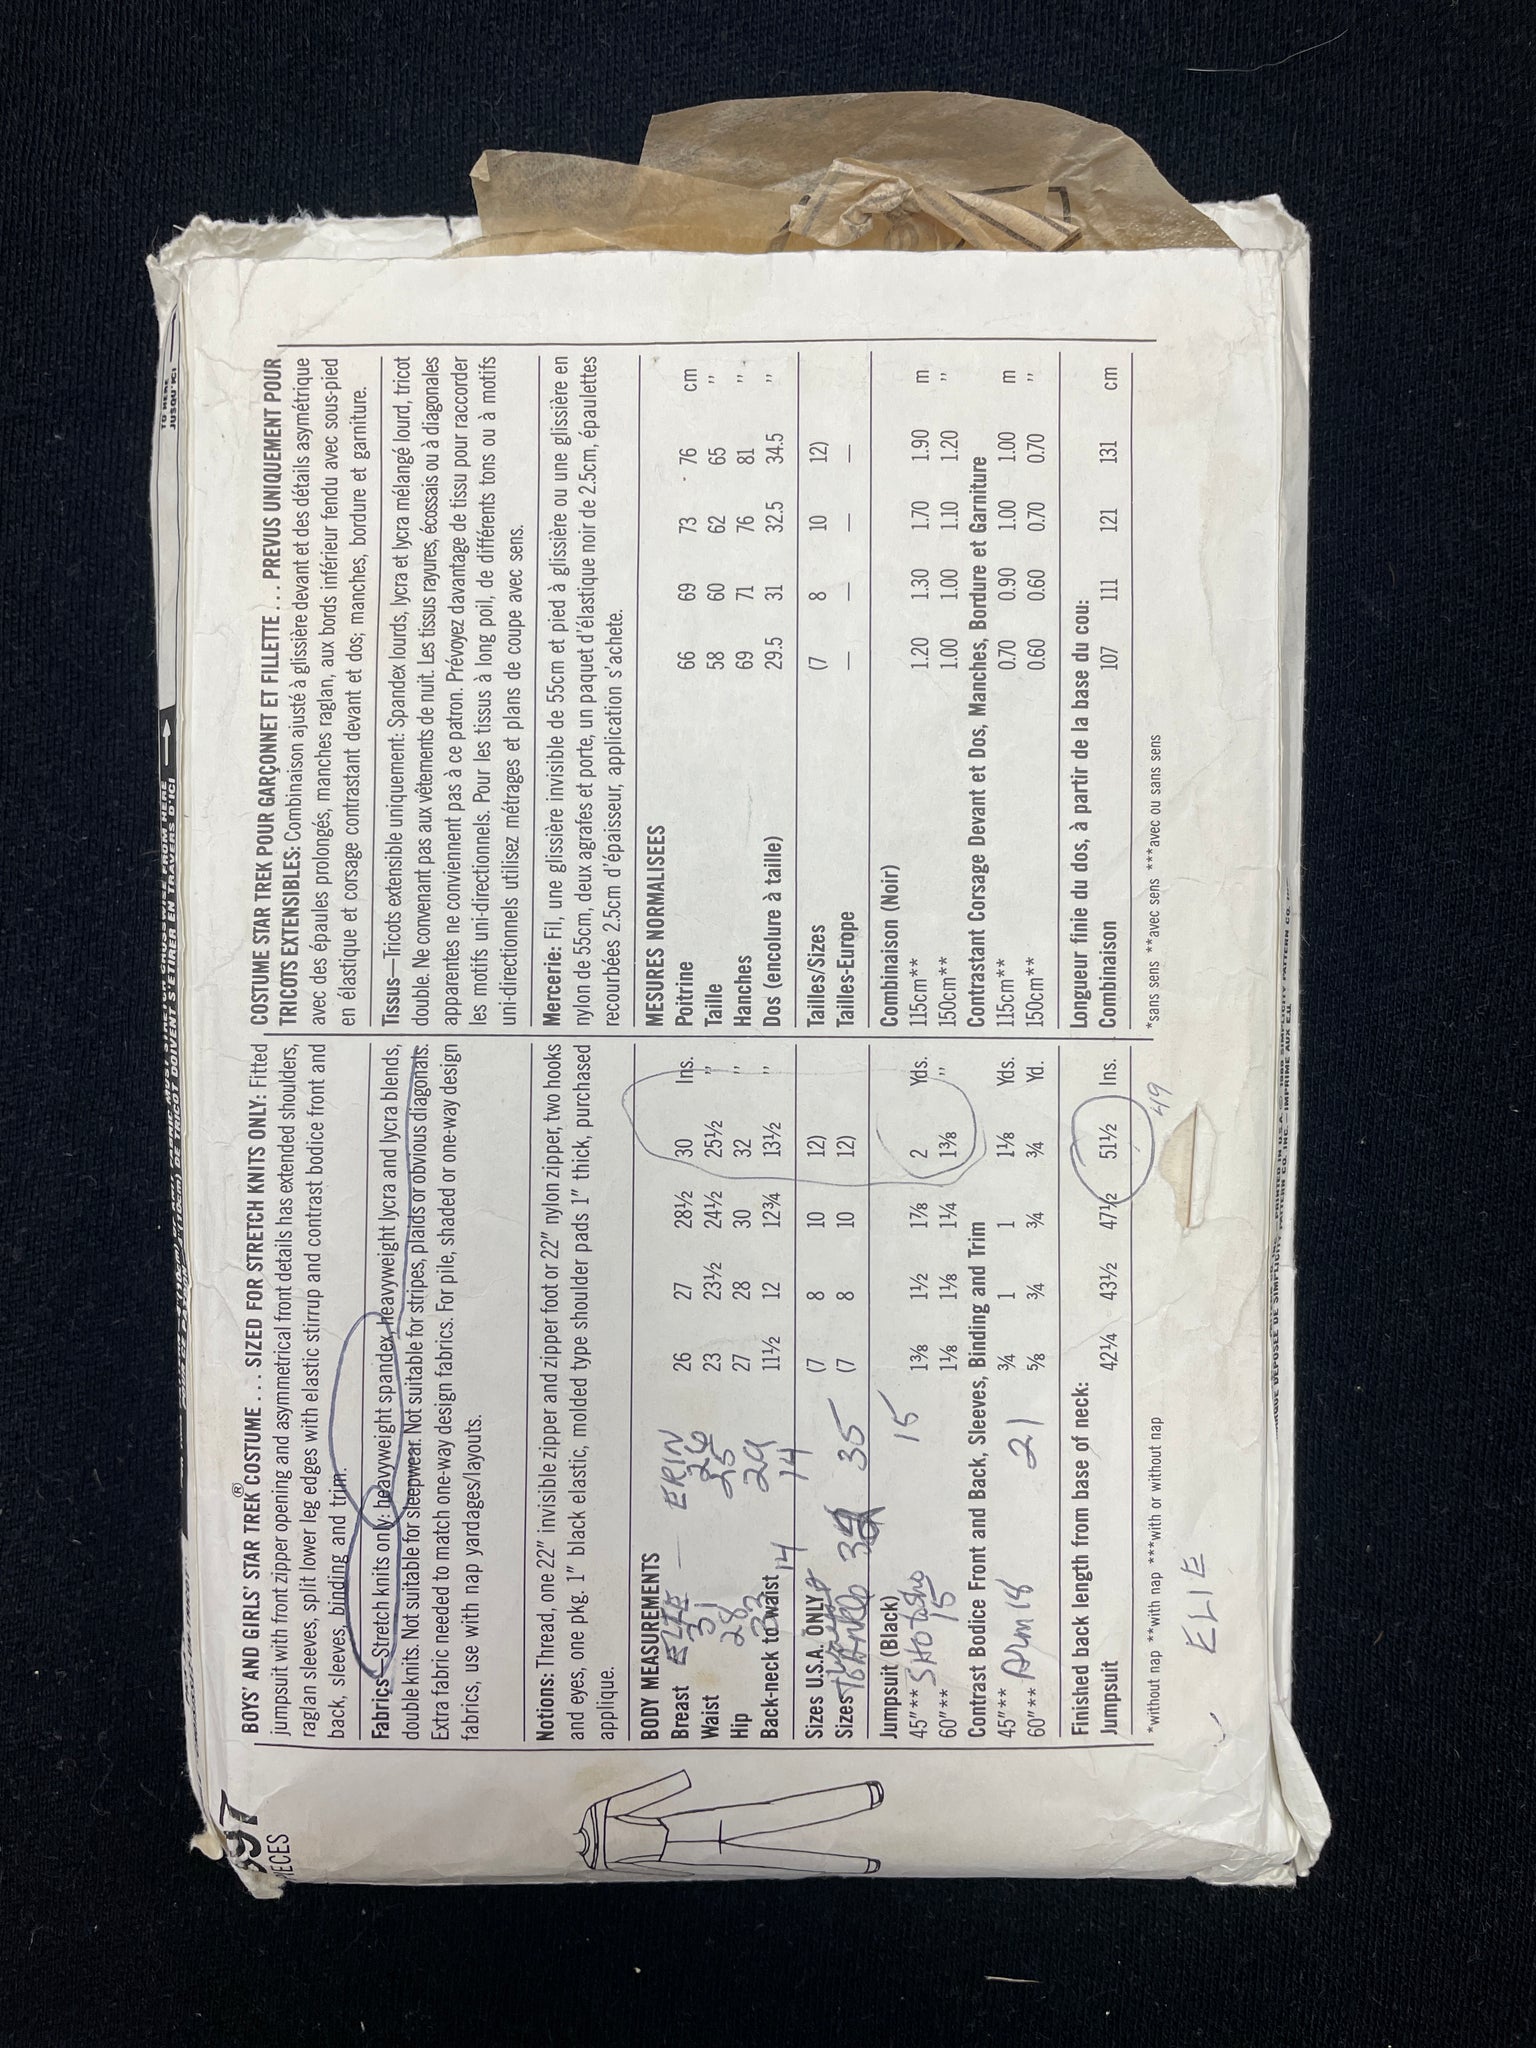 397
PIECES
BOYS' AND GIRLS' STAR TREK® COSTUME . . . SIZED FOR STRETCH KNITS ONLY: Fitted
jumpsuit with front zipper opening and asymmetrical front details has extended shoulders,
raglan sleeves, split lower leg edges with elastic stirrup and contrast bodice front and
back, sleeves, binding and trim.
Fabrics—Stretch knits only: heavyweight spandex, heavyweight lycra and lycra blends,
double knits. Not suitable for sleepwear. Not suitable for stripes, plaids or obvious diagonals.
Extra fabric needed to match one-way design fabrics. For pile, shaded or one-way design
fabrics, use with nap yardages/layouts.
Notions: Thread, one 22" invisible zipper and zipper foot or 22" nylon zipper, two hooks
and eyes, one pkg. 1" black elastic, molded type shoulder pads 1" thick, purchased
applique.
BODY MEASUREMENTS
ERIN
Breast 31 26 26 27 28½ 30 Ins.
Waist 28 25 23 23½ 24½ 25½ "
Hip 33 29 27 28 30 32 "
Back-neck to waist 14 14 11½ 12 12¾ 13½ "
Sizes U.S.A. ONLY (7 8 10 12)
Sizes 35 (7 8 10 12)
Jumpsuit (Black)
45"** 15 1⅜ 1½ 1⅞ 2 Yds.
60"** 15 1⅛ 1⅛ 1¼ 1⅜ "
Contrast Bodice Front and Back, Sleeves, Binding and Trim
45"** Arm 18 21 ¾ 1 1 1⅛ Yds.
60"** ⅝ ¾ ¾ ¾ Yd.
Finished back length from base of neck:
Jumpsuit 42¼ 43½ 47½ 51½ Ins.
49
*without nap **with nap ***with or without nap
ELIE
COSTUME STAR TREK POUR GARÇONNET ET FILLETTE . . . PREVUS UNIQUEMENT POUR
TRICOTS EXTENSIBLES: Combinaison ajusté à glissière devant et des détails asymétrique
avec des épaules prolongés, manches raglan, aux bords inférieur fendu avec sous-pied
en élastique et corsage contrastant devant et dos; manches, bordure et garniture.
Tissus—Tricots extensible uniquement: Spandex lourds, lycra et lycra mélangé lourd, tricot
double. Ne convenant pas aux vêtements de nuit. Les tissus rayures, écossais ou à diagonales
apparentes ne conviennent pas à ce patron. Prévoyez davantage de tissu pour raccorder
les motifs uni-directionnels. Pour les tissus à long poil, de différents tons ou à motifs
uni-directionnels utilisez métrages et plans de coupe avec sens.
Mercerie: Fil, une glissière invisible de 55cm et pied à glissière ou une glissière en
nylon de 55cm, deux agrafes et porte, un paquet d'élastique noir de 2.5cm, épaulettes
recourbées 2.5cm d'épaisseur, application s'achete.
MESURES NORMALISEES
Poitrine 66 69 73 76 cm
Taille 58 60 62 65 "
Hanches 69 71 76 81 "
Dos (encolure à taille) 29.5 31 32.5 34.5 "
Tailles/Sizes (7 8 10 12)
Tailles-Europe — — — —
Combinaison (Noir)
115cm** 1.20 1.30 1.70 1.90 m
150cm** 1.00 1.00 1.10 1.20 "
Contrastant Corsage Devant et Dos, Manches, Bordure et Garniture
115cm** 0.70 0.90 1.00 1.00 m
150cm** 0.60 0.60 0.70 0.70 "
Longueur finie du dos, à partir de la base du cou:
Combinaison 107 111 121 131 cm
*sans sens **avec sens ***avec ou sans sens
TO HERE
JUSQU'ICI